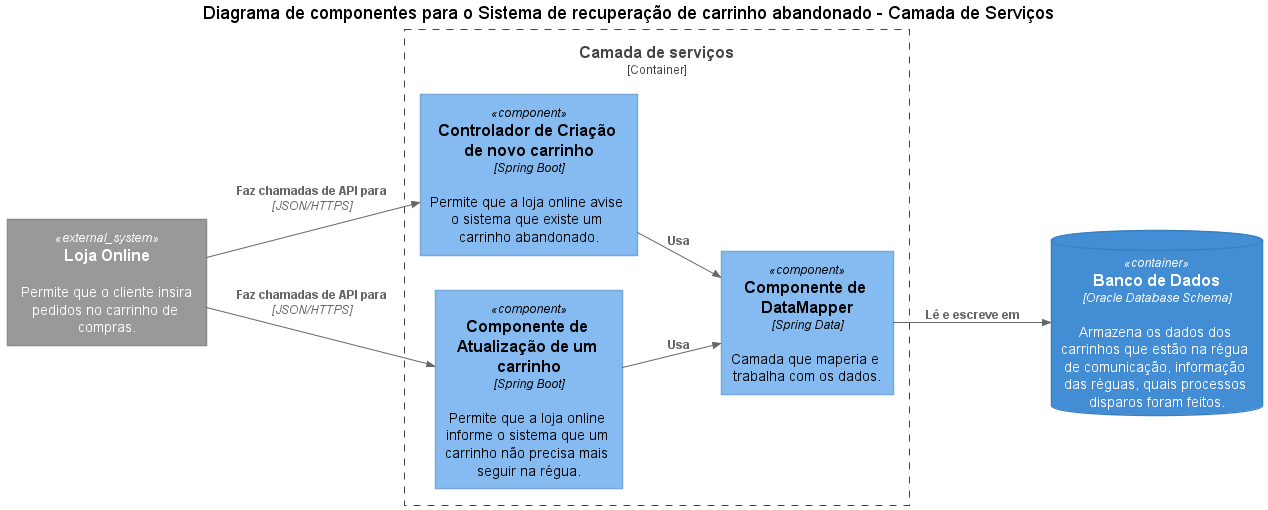 Diagrama de componentes para o Sistema de recuperação de carrinho abandonado - Camada de Serviços
Camada de serviços
[Container]
«component»
Controlador de Criação
de novo carrinho
[Spring Boot]
Permite que a loja online avise
o sistema que existe um
carrinho abandonado.
Faz chamadas de API para
[JSON/HTTPS]
«external_system»
Loja Online
Permite que o cliente insira
pedidos no carrinho de
compras.
Faz chamadas de API para
[JSON/HTTPS]
«component»
Componente de
Atualização de um
carrinho
[Spring Boot]
Permite que a loja online
informe o sistema que um
carrinho não precisa mais
seguir na régua.
Usa
Usa
«component»
Componente de
DataMapper
[Spring Data]
Camada que maperia e
trabalha com os dados.
Lé e escreve em
«container»
Banco de Dados
[Oracle Database Schema]
Armazena os dados dos
carrinhos que estão na régua
de comunicação, informação
das réguas, quais processos
disparos foram feitos.